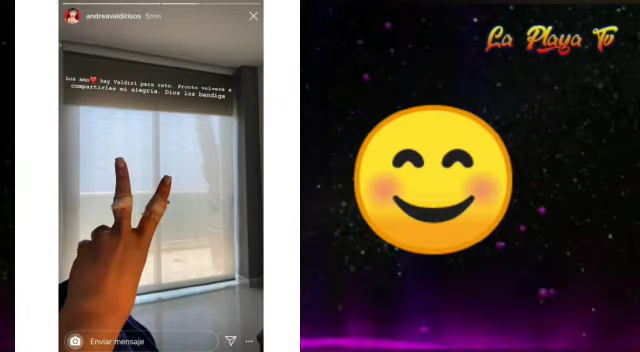 andreavaldirisos 5min
Los amo❤️ hay Valdiri para rato. Pronto volveré a
compartirles mi alegría. Dios los bendiga
Enviar mensaje
La Playa Tv